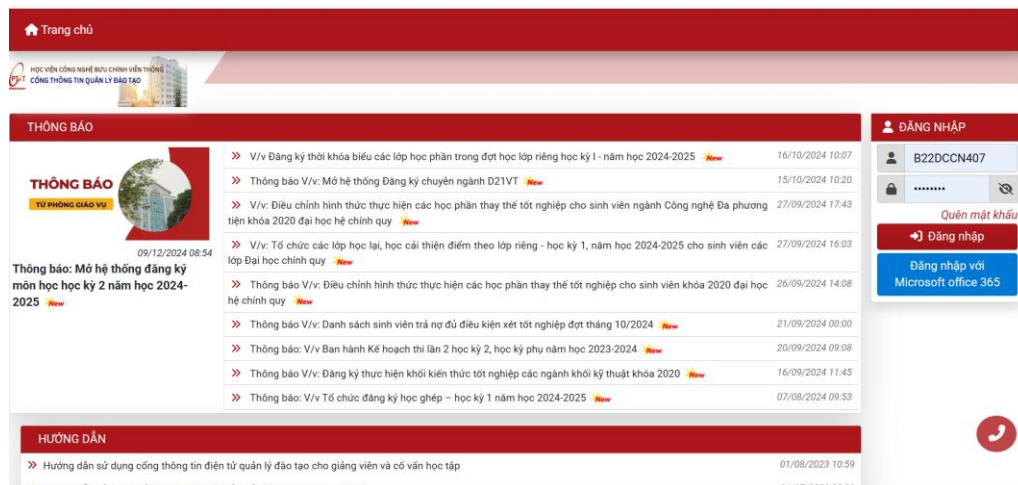 Trang chủ
HỌC VIỆN CÔNG NGHỆ BƯU CHÍNH VIỄN THÔNG
CỔNG THÔNG TIN QUẢN LÝ ĐÀO TẠO
THÔNG BÁO
THÔNG BÁO
TỪ PHÒNG GIÁO VỤ
09/12/2024 08:54
Thông báo: Mở hệ thống đăng ký
môn học học kỳ 2 năm học 2024-
2025 New
V/v Đăng ký thời khóa biểu các lớp học phần trong đợt học lớp riêng học kỳ I - năm học 2024-2025 New 16/10/2024 10:07
Thông báo V/v: Mở hệ thống Đăng ký chuyên ngành D21VT New 15/10/2024 10:20
V/v: Điều chỉnh hình thức thực hiện các học phần thay thế tốt nghiệp cho sinh viên ngành Công nghệ Đa phương 27/09/2024 17:43
tiện khóa 2020 đại học hệ chính quy New
V/v: Tổ chức các lớp học lại, học cải thiện điểm theo lớp riêng - học kỳ 1, năm học 2024-2025 cho sinh viên các 27/09/2024 16:03
lớp Đại học chính quy New
Thông báo V/v: Điều chỉnh hình thức thực hiện các học phần thay thế tốt nghiệp cho sinh viên khóa 2020 đại học 26/09/2024 14:08
hệ chính quy New
Thông báo V/v: Danh sách sinh viên trả nợ đủ điều kiện xét tốt nghiệp đợt tháng 10/2024 New 21/09/2024 00:00
Thông báo: V/v Ban hành Kế hoạch thi lần 2 học kỳ 2, học kỳ phụ năm học 2023-2024 New 20/09/2024 09:08
Thông báo V/v: Đăng ký thực hiện khối kiến thức tốt nghiệp các ngành khối kỹ thuật khóa 2020 New 16/09/2024 11:45
Thông báo: V/v Tổ chức đăng ký học ghép – học kỳ 1 năm học 2024-2025 New 07/08/2024 09:53
ĐĂNG NHẬP
B22DCCN407
••••••••
Quên mật khẩu
Đăng nhập
Đăng nhập với
Microsoft office 365
HƯỚNG DẪN
Hướng dẫn sử dụng cổng thông tin điện tử quản lý đào tạo cho giảng viên và cố vấn học tập 01/08/2023 10:59